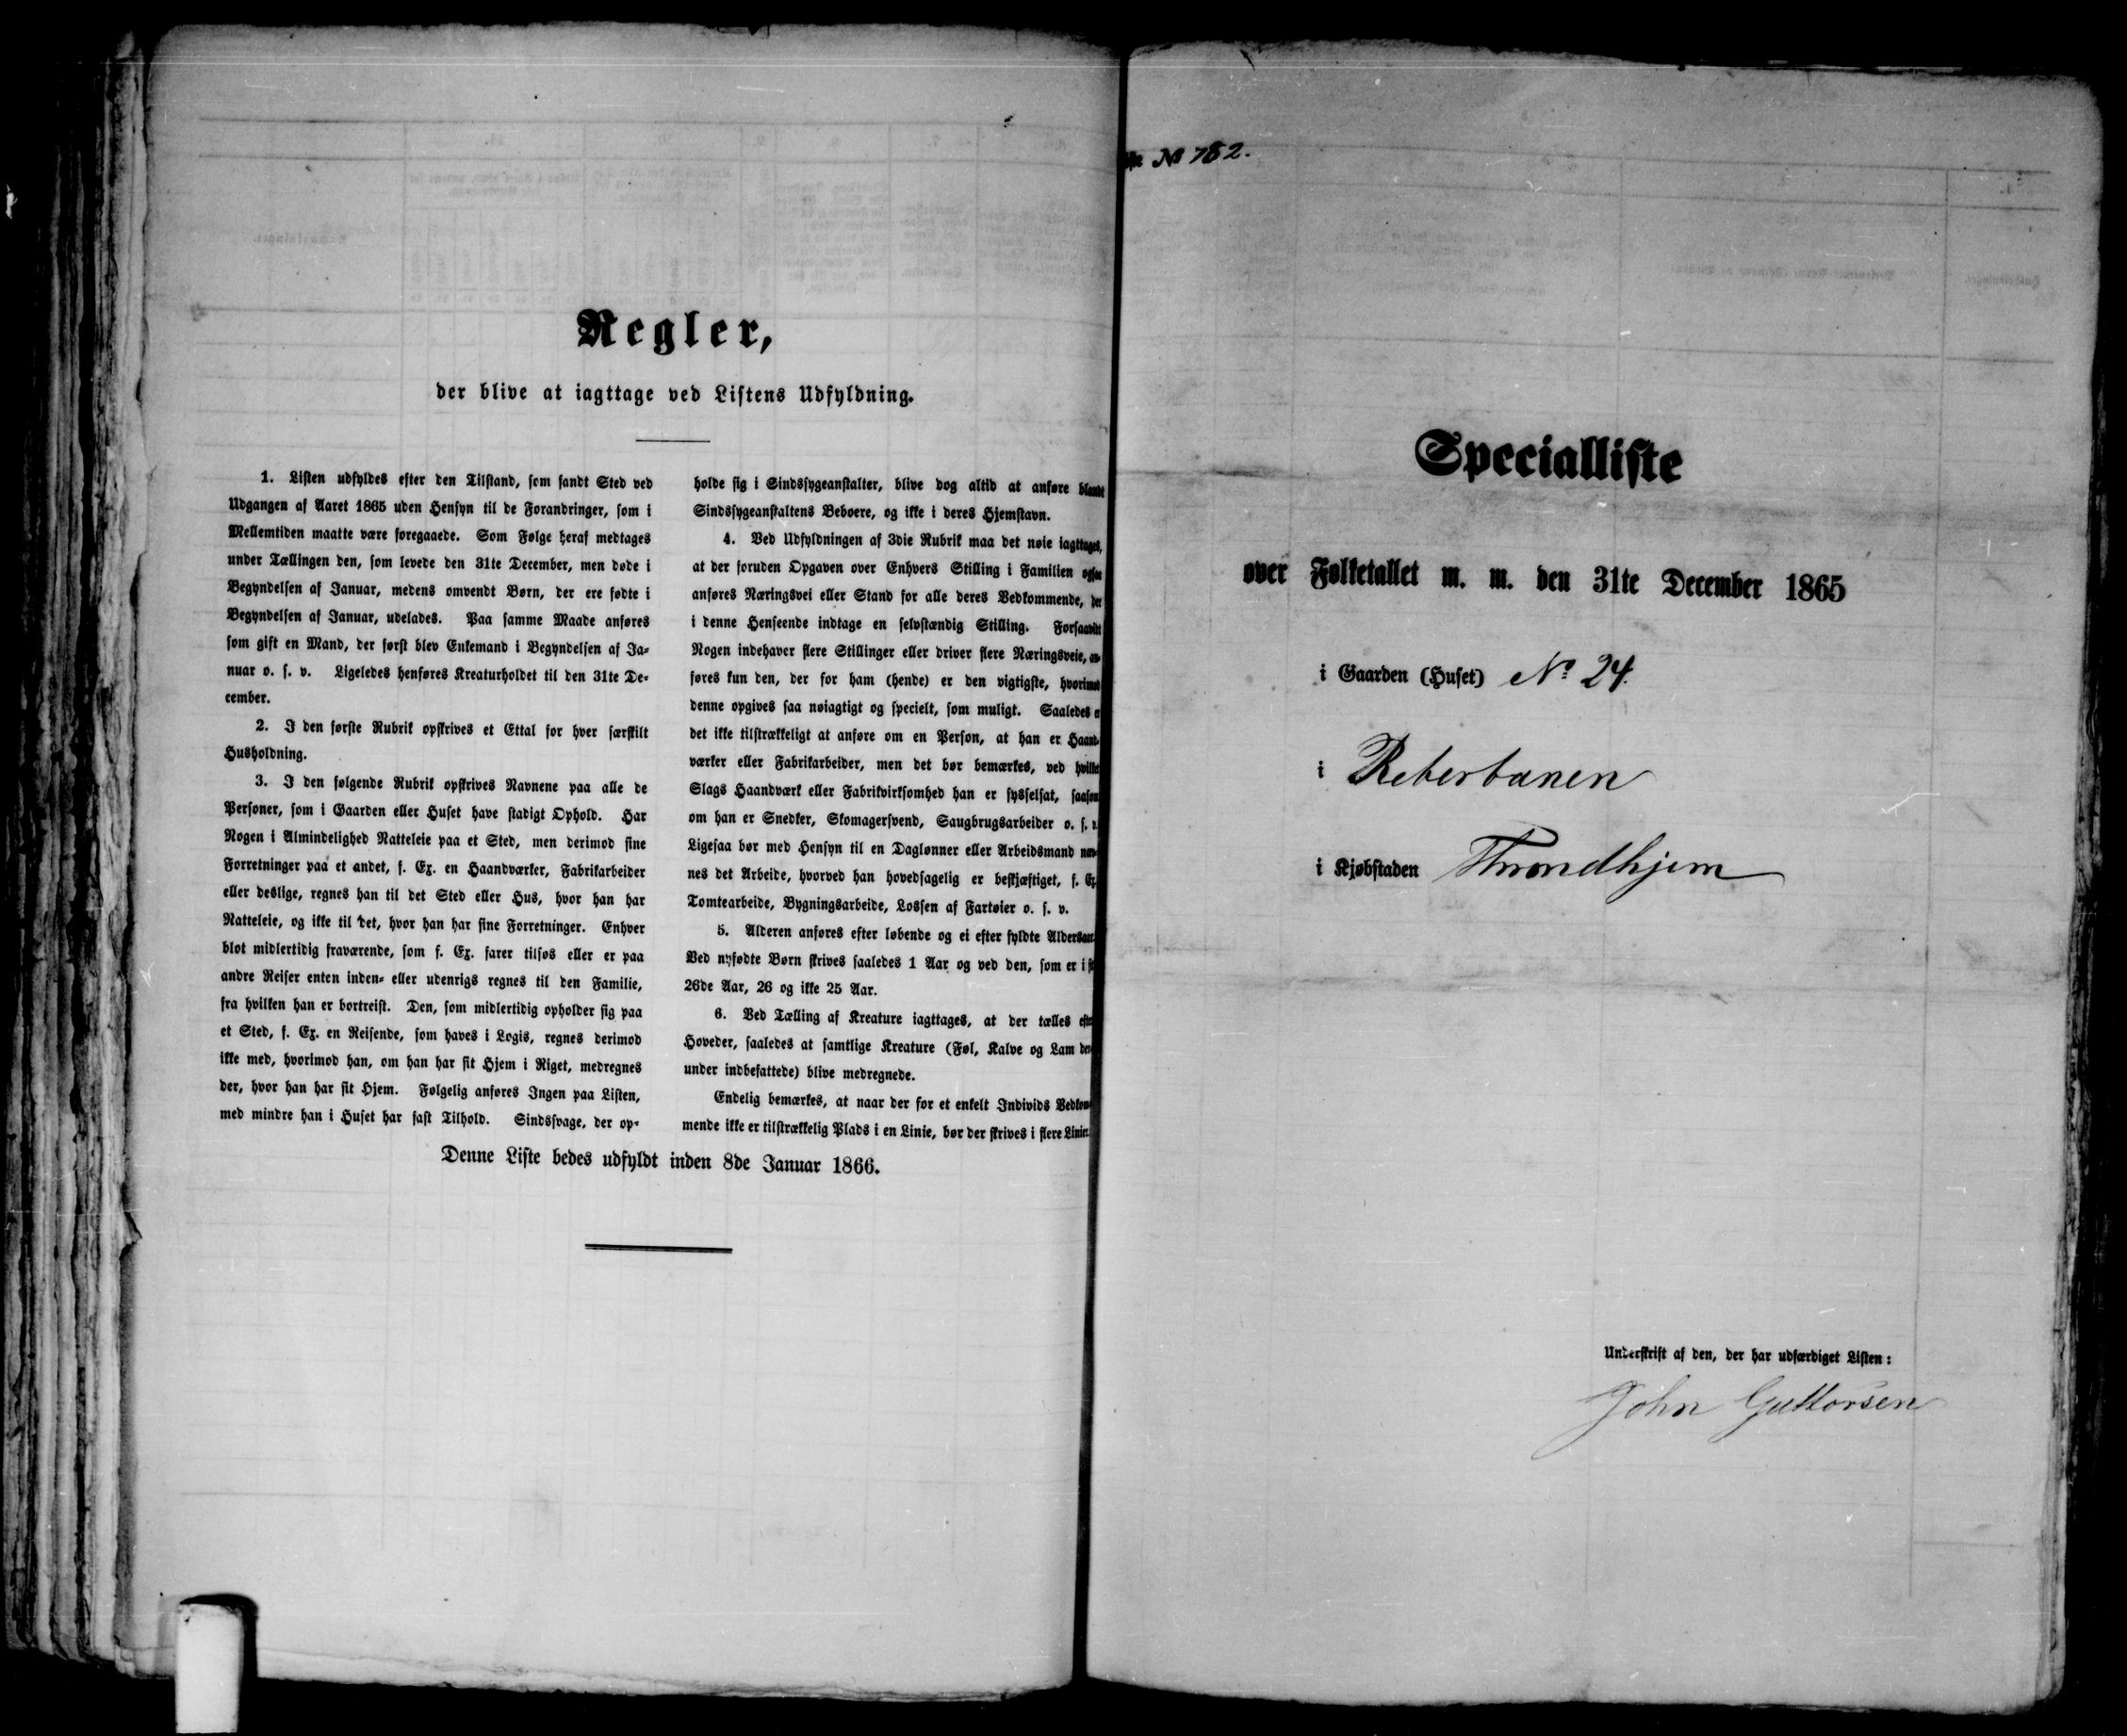 Regler,
der blive at iagttage ved Listens Udfyldning.
1. Listen udfyldes efter den Tilstand, som fandt Sted ved
Udgangen af Aaret 1865 uden Hensyn til de Forandringer, som i
Mellemtiden maatte være foregaaede. Som Følge heraf medtages
under Tællingen den, som levede den 31te December, men døde i
Begyndelsen af Januar, medens omvendt Børn, der ere fødte i
Begyndelsen af Januar, udelades. Paa samme Maade anføres
som gift en Mand, der først blev Enkemand i Begyndelsen af Ja-
nuar o. s. v. Ligeledes henføres Kreaturholdet til den 31te De-
cember.
2. I den første Rubrik opskrives et Ettal for hver særskilt
Husholdning.
3. I den følgende Rubrik opskrives Navnene paa alle de
Personer, som i Gaarden eller Huset have stadigt Ophold. Har
Nogen i Almindelighed Natteleie paa et Sted, men derimod sine
Forretninger paa et andet, f. Ex. en Haandværker, Fabrikarbeider
eller deslige, regnes han til det Sted eller Hus, hvor han har
Natteleie, og ikke til det, hvor han har sine Forretninger. Enhver
blot midlertidig fraværende, som f. Ex. farer tilsøs eller er paa
andre Reiser enten inden- eller udenrigs regnes til den Familie,
fra hvilken han er bortreist. Den, som midlertidig opholder sig paa
et Sted, f. Ex. en Reisende, som haves i Logis, regnes derimod
ikke med, hvorimod han, om han har sit Hjem i Riget, medregnes
der, hvor han har sit Hjem. Følgelig anføres Ingen paa Listen,
med mindre han i Huset har fast Tilhold. Sindssvage, der op-
holde sig i Sindssygeanstalter, blive dog altid at anføre blandt
Sindssygeanstaltens Beboere, og ikke i deres Hjemstavn.
4. Ved Udfyldningen af 3die Rubrik maa det nøie iagttages,
at der foruden Opgaven over Enhvers Stilling i Familien ogsaa
anføres Næringsvei eller Stand for alle deres Vedkommende, der
i denne Henseende indtage en selvstændig Stilling. Forsaavidt
Nogen indehaver flere Stillinger eller driver flere Næringsveie, an-
føres kun den, der for ham (hende) er den vigtigste, hvorimod
denne opgives saa nøiagtigt og specielt, som muligt. Saaledes er
det ikke tilstrækkeligt at anføre om en Person, at han er Haand-
værker eller Fabrikarbeider, men det bør bemærkes, ved hvilket
Slags Haandværk eller Fabrikvirksomhed han er sysselsat, saasom
om han er Snedker, Skomagersvend, Saugbrugsarbeider o. s. v.
Ligesaa bør med Hensyn til en Daglønner eller Arbeidsmand næv-
nes det Arbeide, hvorved han hovedsagelig er beskjæftiget, f. Ex.
Tomtearbeide, Bygningsarbeide, Lossen af Fartøier o. s. v.
5. Alderen anføres efter løbende og ei efter fyldte Aldersaar.
Ved nyfødte Børn skrives saaledes 1 Aar og ved den, som er i sit
26de Aar, 26 og ikke 25 Aar.
6. Ved Tælling af Kreature iagttages, at der tælles efter
Hoveder, saaledes at samtlige Kreature (Føl, Kalve og Lam der-
under indbefattede) blive medregnede.
Endelig bemærkes, at naar der for et enkelt Individs Vedkom-
mende ikke er tilstrækkelig Plads i en Linie, bør der skrives i flere Linier.
Denne Liste bedes udfyldt inden 8de Januar 1866.
№ 782.
Specialliste
over Folketallet m. m. den 31te December 1865
i Gaarden (Huset) No 24.
i Reberbanen
i Kjøbstaden Throndhjem
Underskrift af den, der har udfærdiget Listen:
John Guttorsen